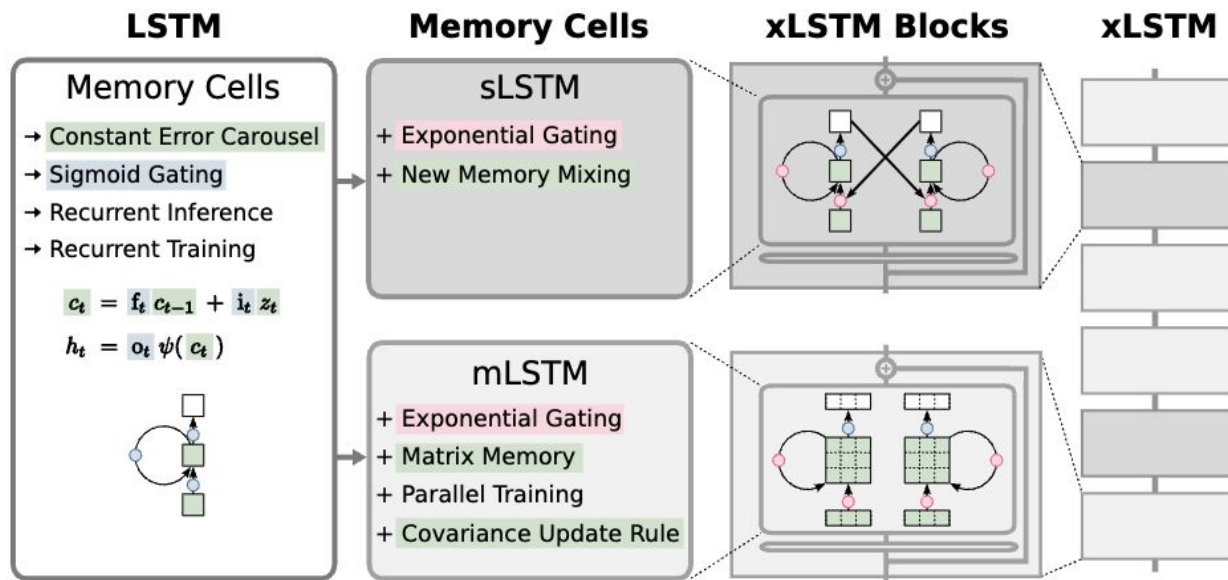 LSTM
Memory Cells
xLSTM Blocks
xLSTM
Memory Cells
→ Constant Error Carousel
→ Sigmoid Gating
→ Recurrent Inference
→ Recurrent Training
c_t = f_t c_{t-1} + i_t z_t
h_t = o_t ψ( c_t )
sLSTM
+ Exponential Gating
+ New Memory Mixing
mLSTM
+ Exponential Gating
+ Matrix Memory
+ Parallel Training
+ Covariance Update Rule